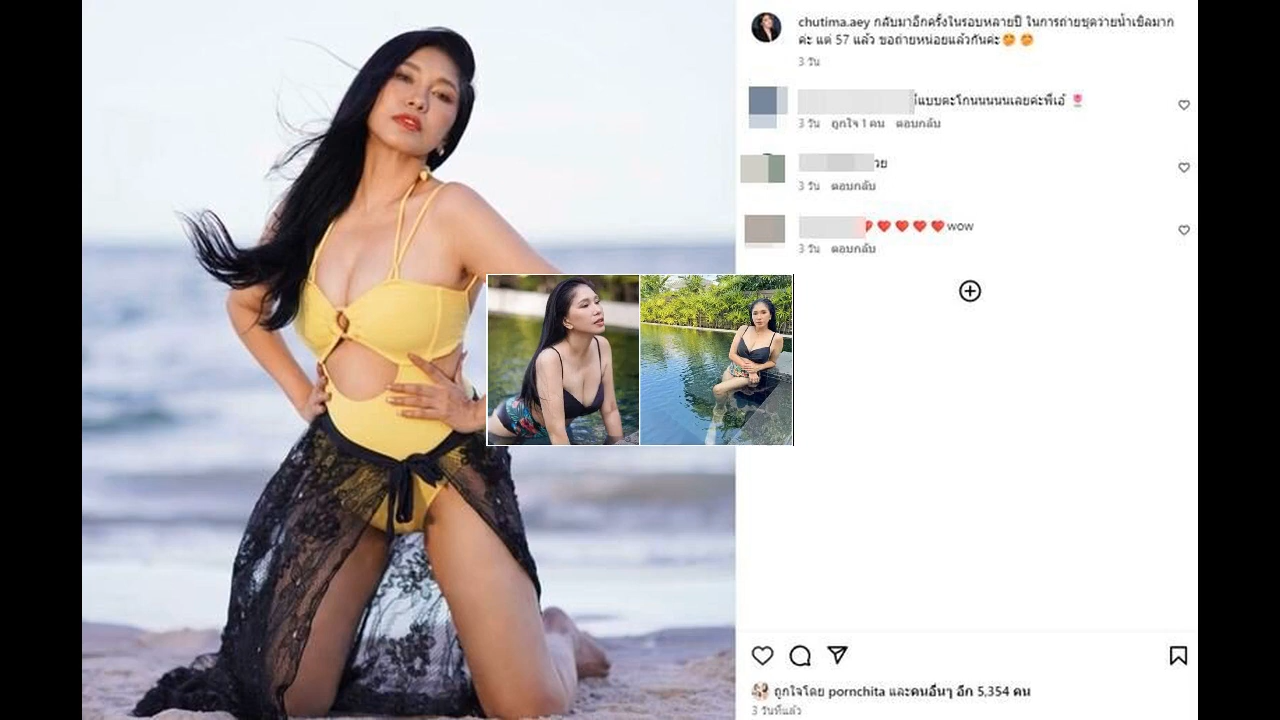 chutima.aey กลับมาอีกครั้งในรอบหลายปี ในการถ่ายชุดว่ายน้ำเขิลมาก
ค่ะ แต่ 57 แล้ว ขอถ่ายหน่อยแล้วกันค่ะ
3 วัน
แบบตะโกนนนนนเลยค่ะพี่เอ๋
3 วัน ถูกใจ 1 คน ตอบกลับ
วย
3 วัน ตอบกลับ
wow
3 วัน ตอบกลับ
ถูกใจโดย pornchita และคนอื่นๆ อีก 5,354 คน
3 วันที่แล้ว